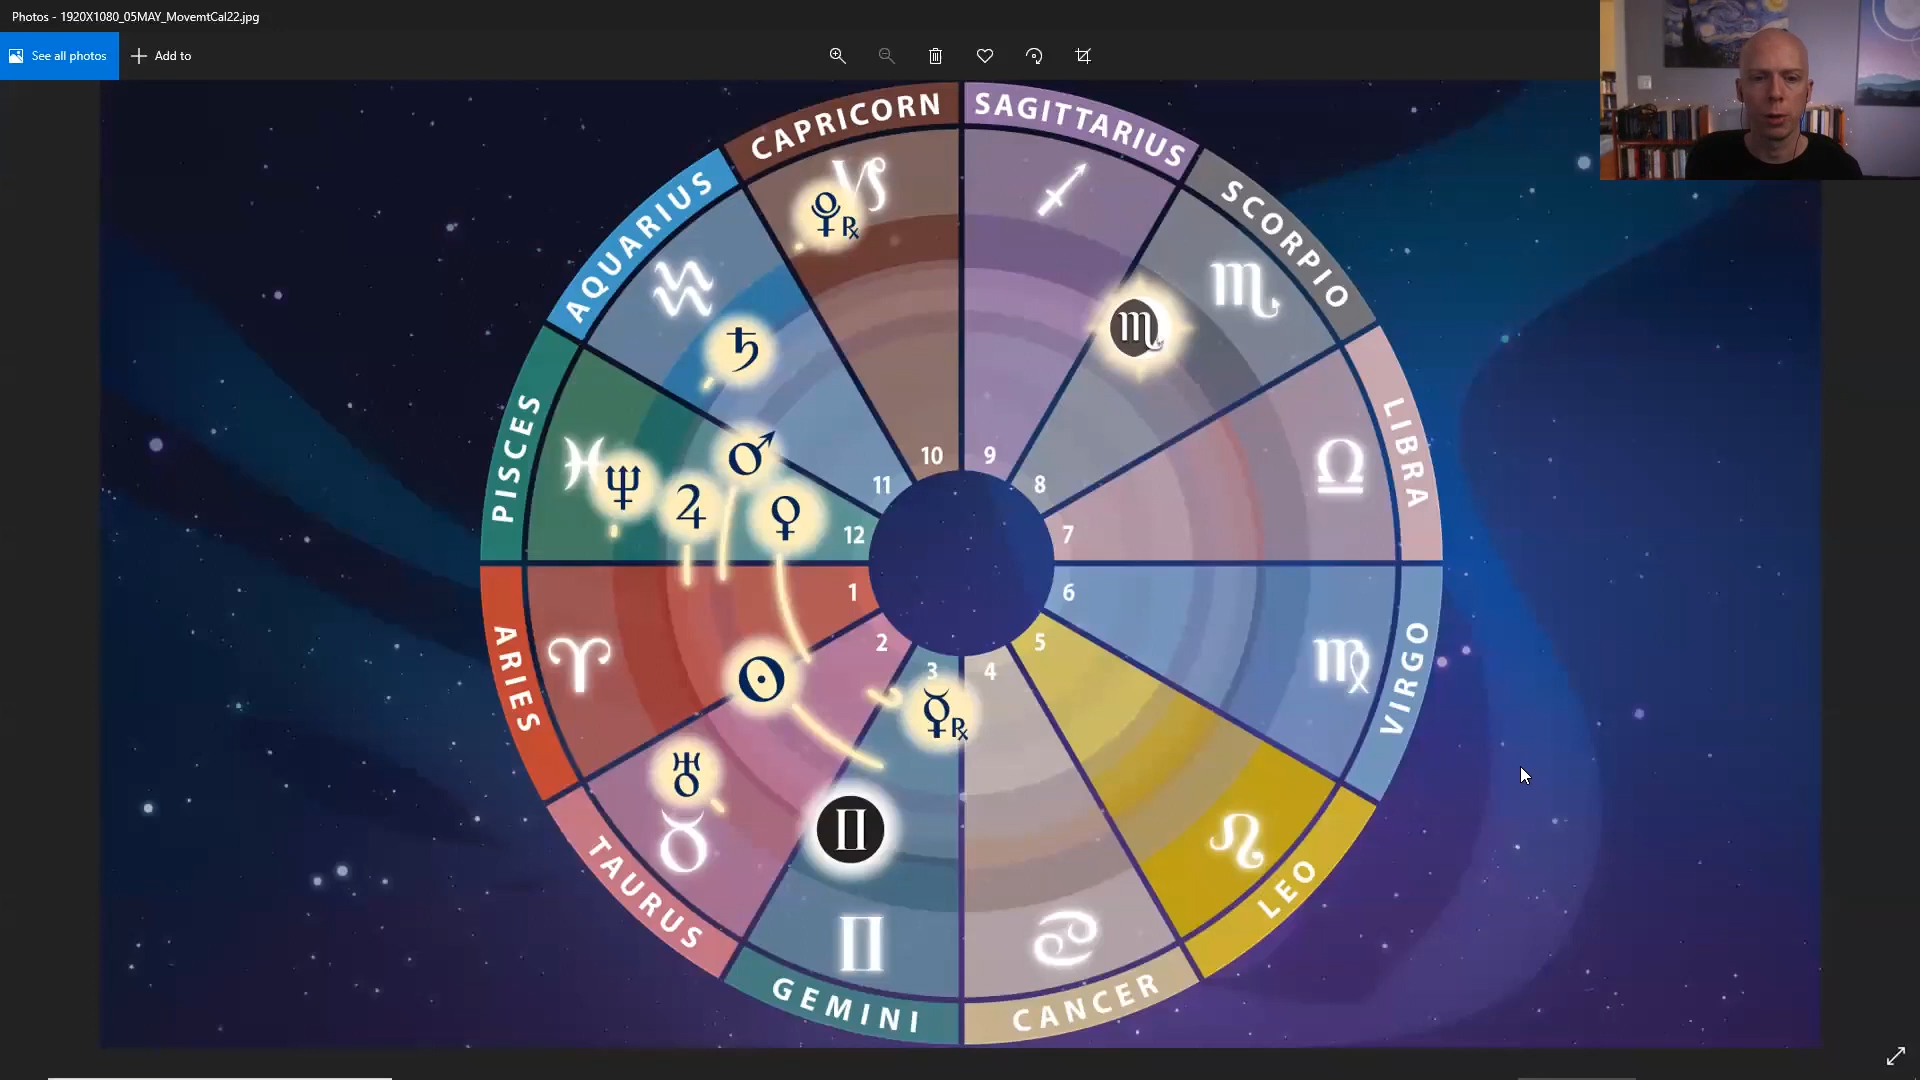 Photos - 1920X1080_05MAY_MovemtCal22.jpg
See all photos
Add to
CAPRICORN
SAGITTARIUS
AQUARIUS
SCORPIO
PISCES
LIBRA
ARIES
VIRGO
TAURUS
LEO
GEMINI
CANCER
10
9
11
8
12
7
1
6
2
5
3
4